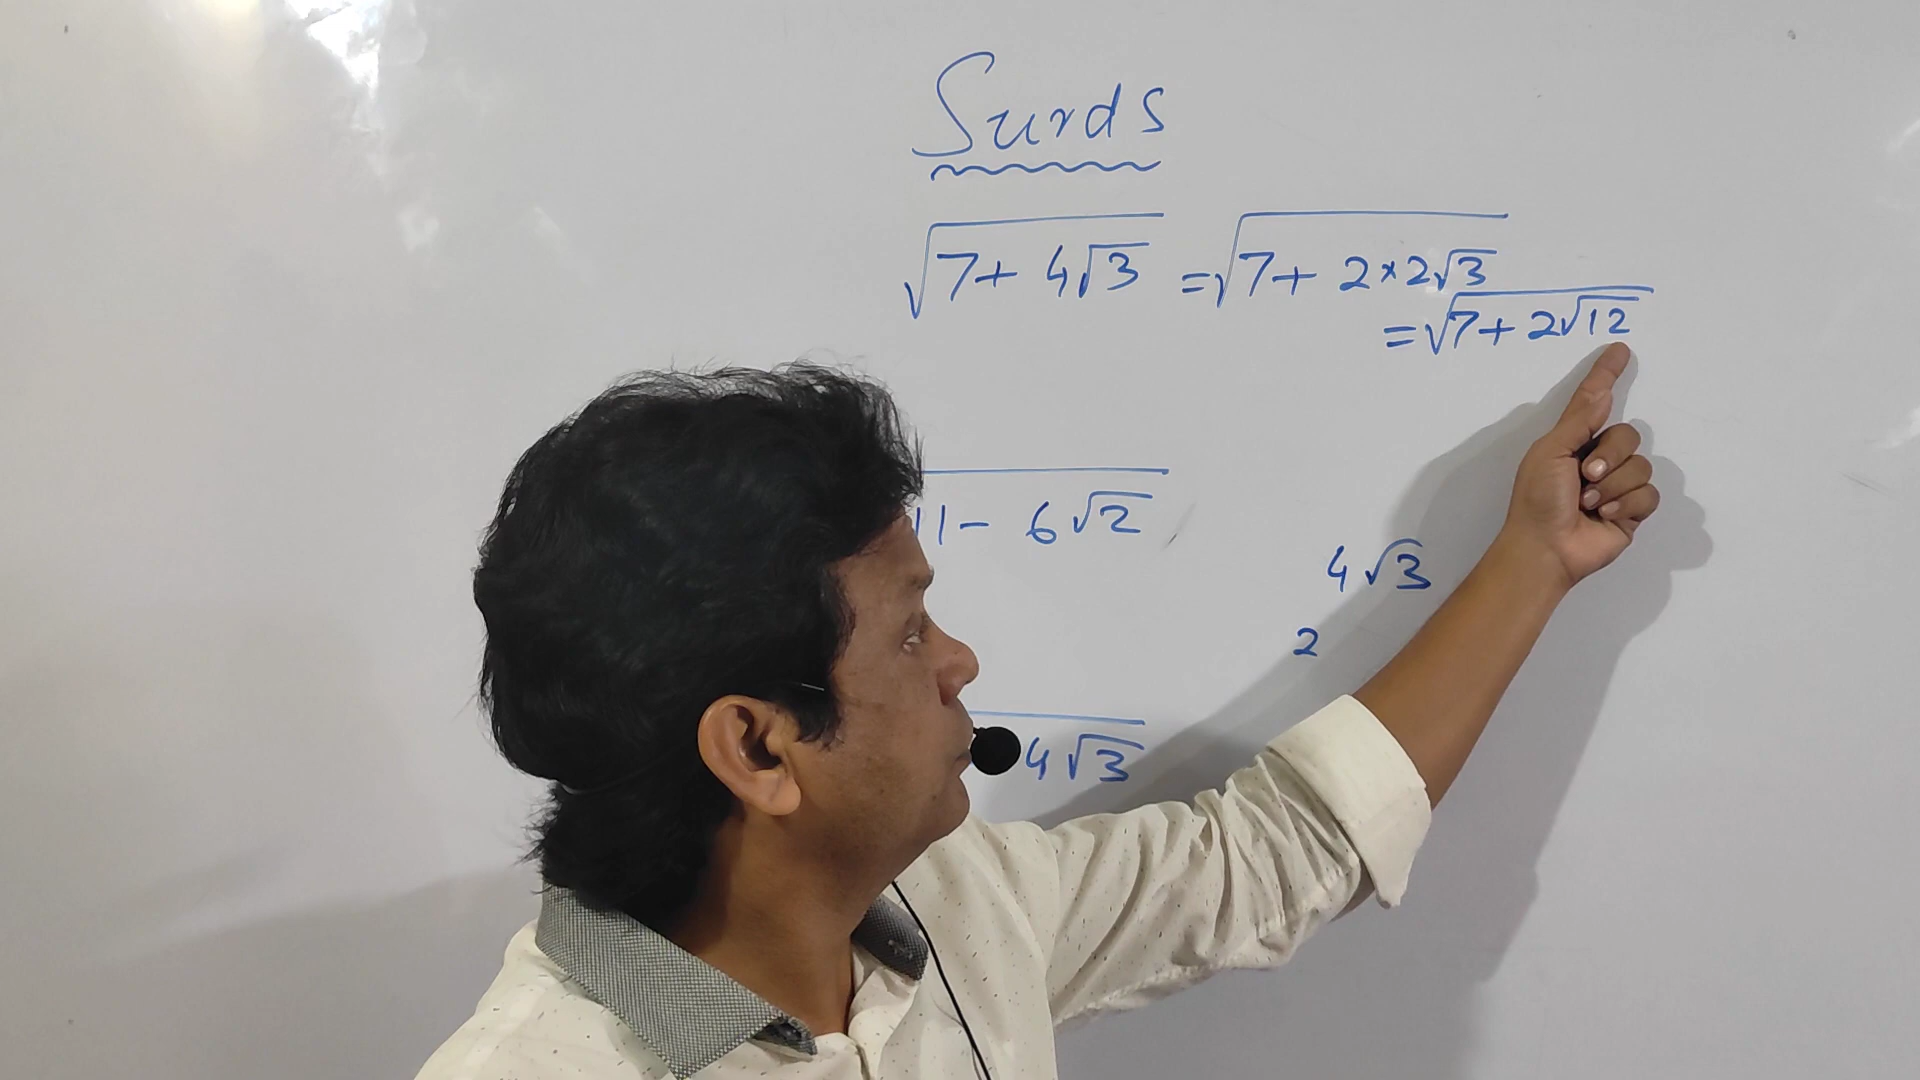 Surds
√7+ 4√3 = √7+ 2×2√3
= √7+ 2√12
11 - 6√2
4√3
2
4√3